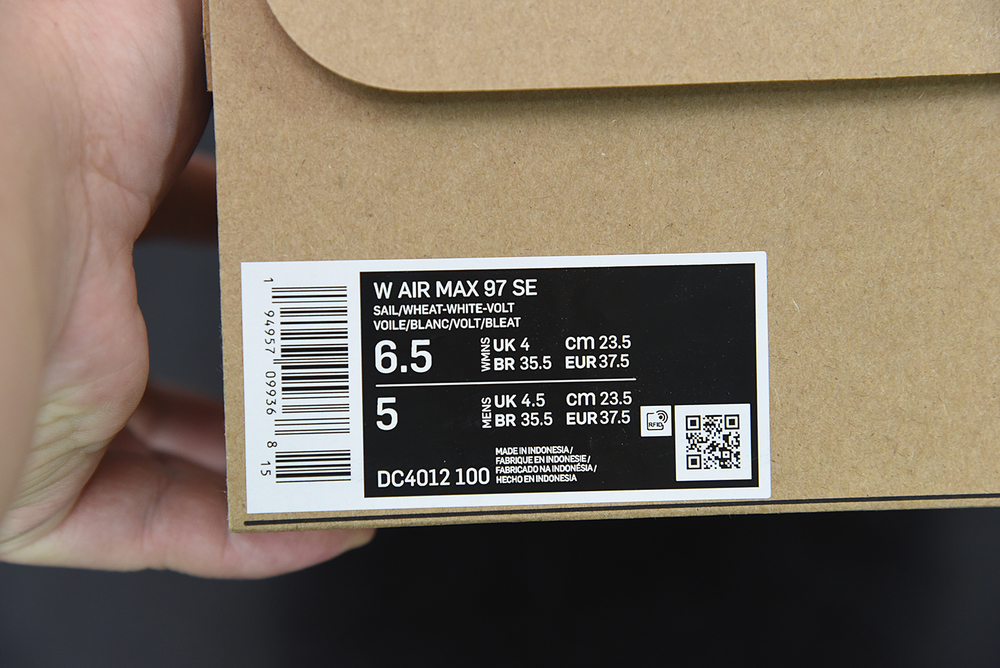 W AIR MAX 97 SE
SAIL/WHEAT-WHITE-VOLT
VOILE/BLANC/VOLT/BLEAT
6.5 WMNS UK 4 cm 23.5
BR 35.5 EUR 37.5
5 MENS UK 4.5 cm 23.5
BR 35.5 EUR 37.5
RFID
MADE IN INDONESIA/
FABRIQUE EN INDONESIE/
FABRICADO NA INDONÉSIA/
HECHO EN INDONESIA
DC4012 100
1 94957 09936 8 15